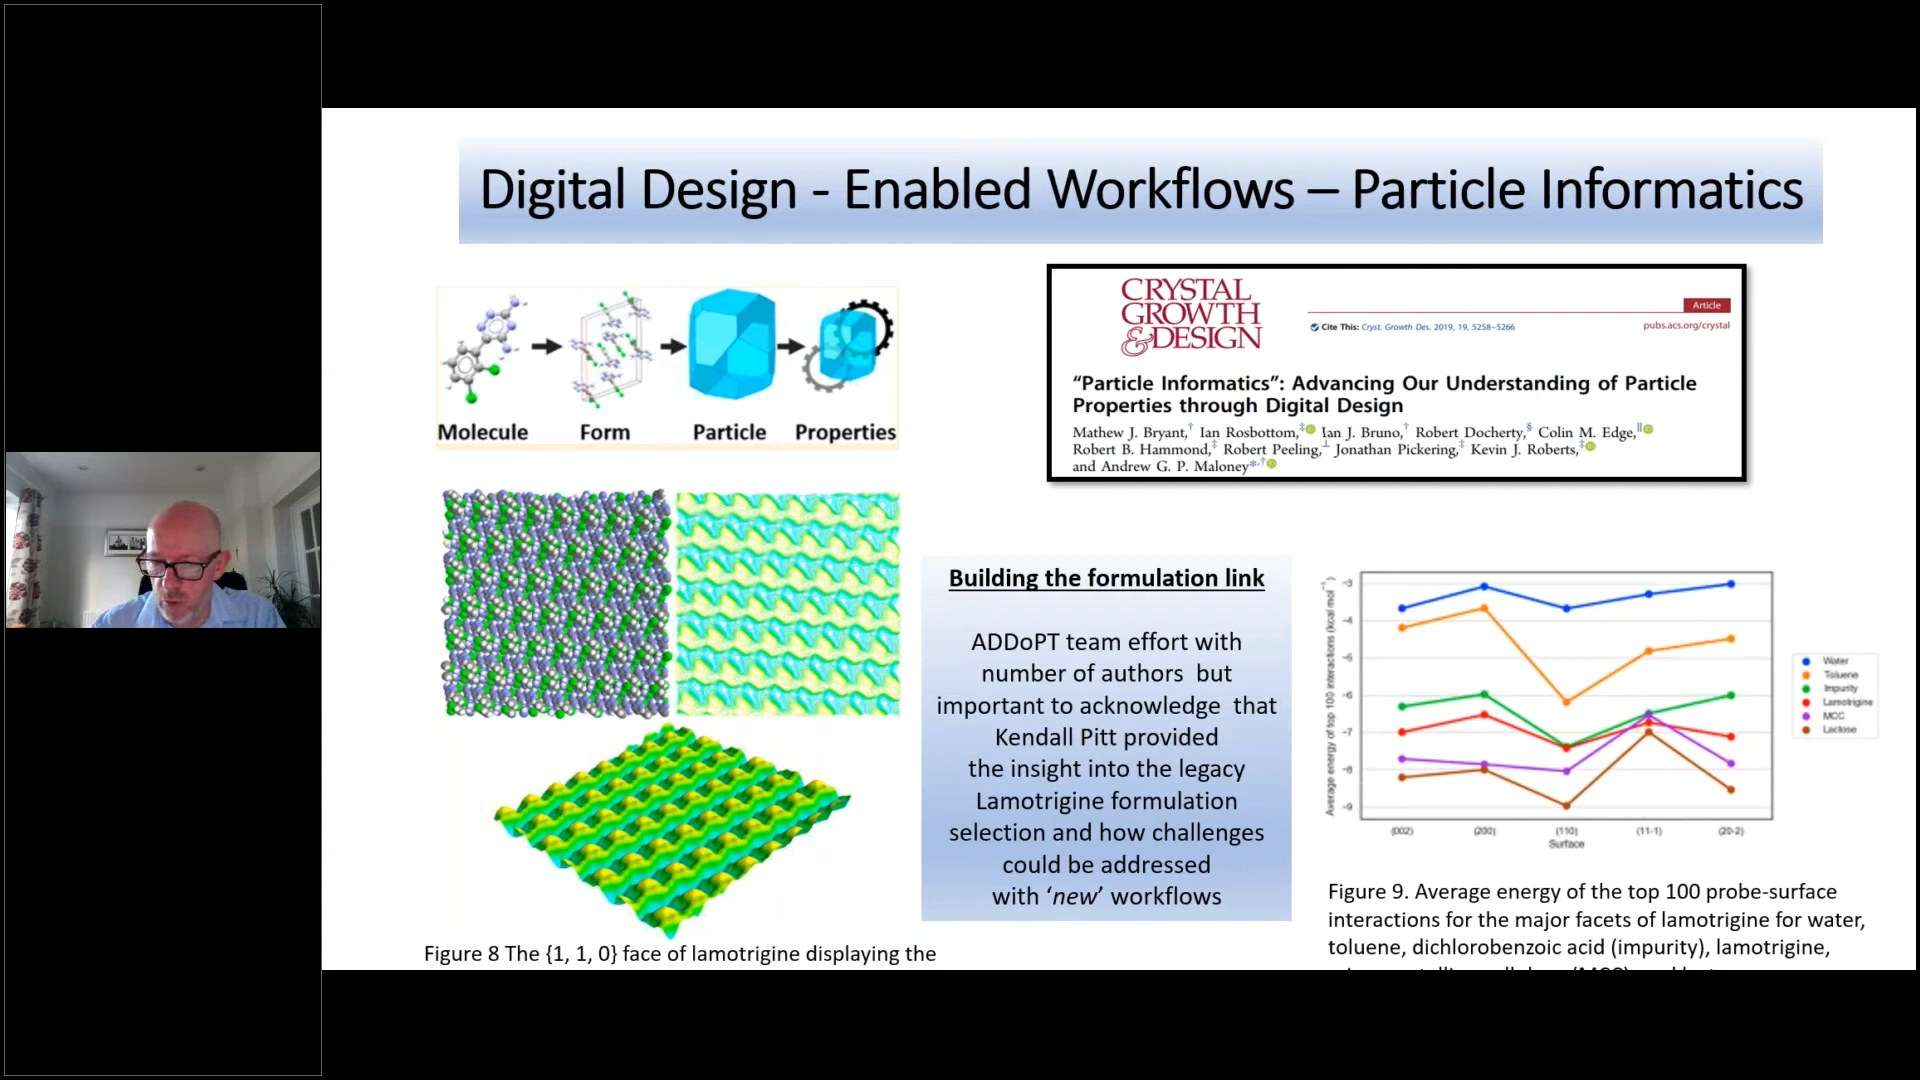 Digital Design - Enabled Workflows – Particle Informatics
Molecule
Form
Particle
Properties
CRYSTAL
GROWTH
&DESIGN
Article
Cite This: Cryst. Growth Des. 2019, 19, 5258−5266
pubs.acs.org/crystal
“Particle Informatics”: Advancing Our Understanding of Particle
Properties through Digital Design
Mathew J. Bryant,† Ian Rosbottom,‡ Ian J. Bruno,† Robert Docherty,§ Colin M. Edge,∥
Robert B. Hammond,‡ Robert Peeling,⊥ Jonathan Pickering,‡ Kevin J. Roberts,‡
and Andrew G. P. Maloney*,†
Building the formulation link
ADDoPT team effort with
number of authors but
important to acknowledge that
Kendall Pitt provided
the insight into the legacy
Lamotrigine formulation
selection and how challenges
could be addressed
with ‘new’ workflows
Average energy of top 100 interactions (kcal mol⁻¹)
-3
-4
-5
-6
-7
-8
-9
(002)
(200)
(110)
(11-1)
(20-2)
Surface
Water
Toluene
Impurity
Lamotrigine
MCC
Lactose
Figure 8 The {1, 1, 0} face of lamotrigine displaying the
Figure 9. Average energy of the top 100 probe-surface
interactions for the major facets of lamotrigine for water,
toluene, dichlorobenzoic acid (impurity), lamotrigine,